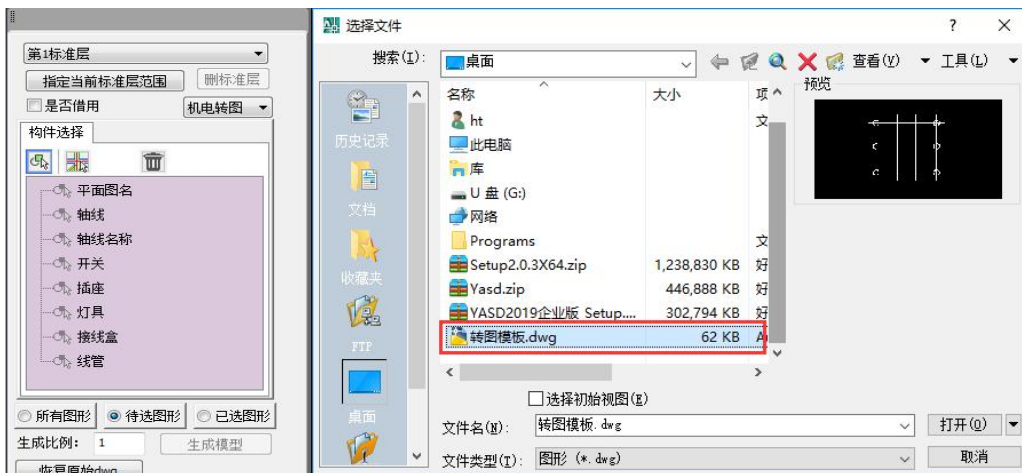 第1标准层
指定当前标准层范围 删标准层
是否借用 机电转图
构件选择
平面图名
轴线
轴线名称
开关
插座
灯具
接线盒
线管
所有图形 待选图形 已选图形
生成比例: 1 生成模型
恢复原始dwg
选择文件 ?
搜索(I): 桌面 查看(V) 工具(L)
历史记录
文档
收藏夹
FTP
桌面
名称 大小 项
ht 文
此电脑
库
U 盘 (G:)
网络
Programs 文
Setup2.0.3X64.zip 1,238,830 KB 好
Yasd.zip 446,888 KB 好
YASD2019企业版 Setup.... 302,794 KB 好
转图模板.dwg 62 KB A
预览
选择初始视图(E)
文件名(N): 转图模板.dwg 打开(O)
文件类型(T): 图形 (*.dwg) 取消